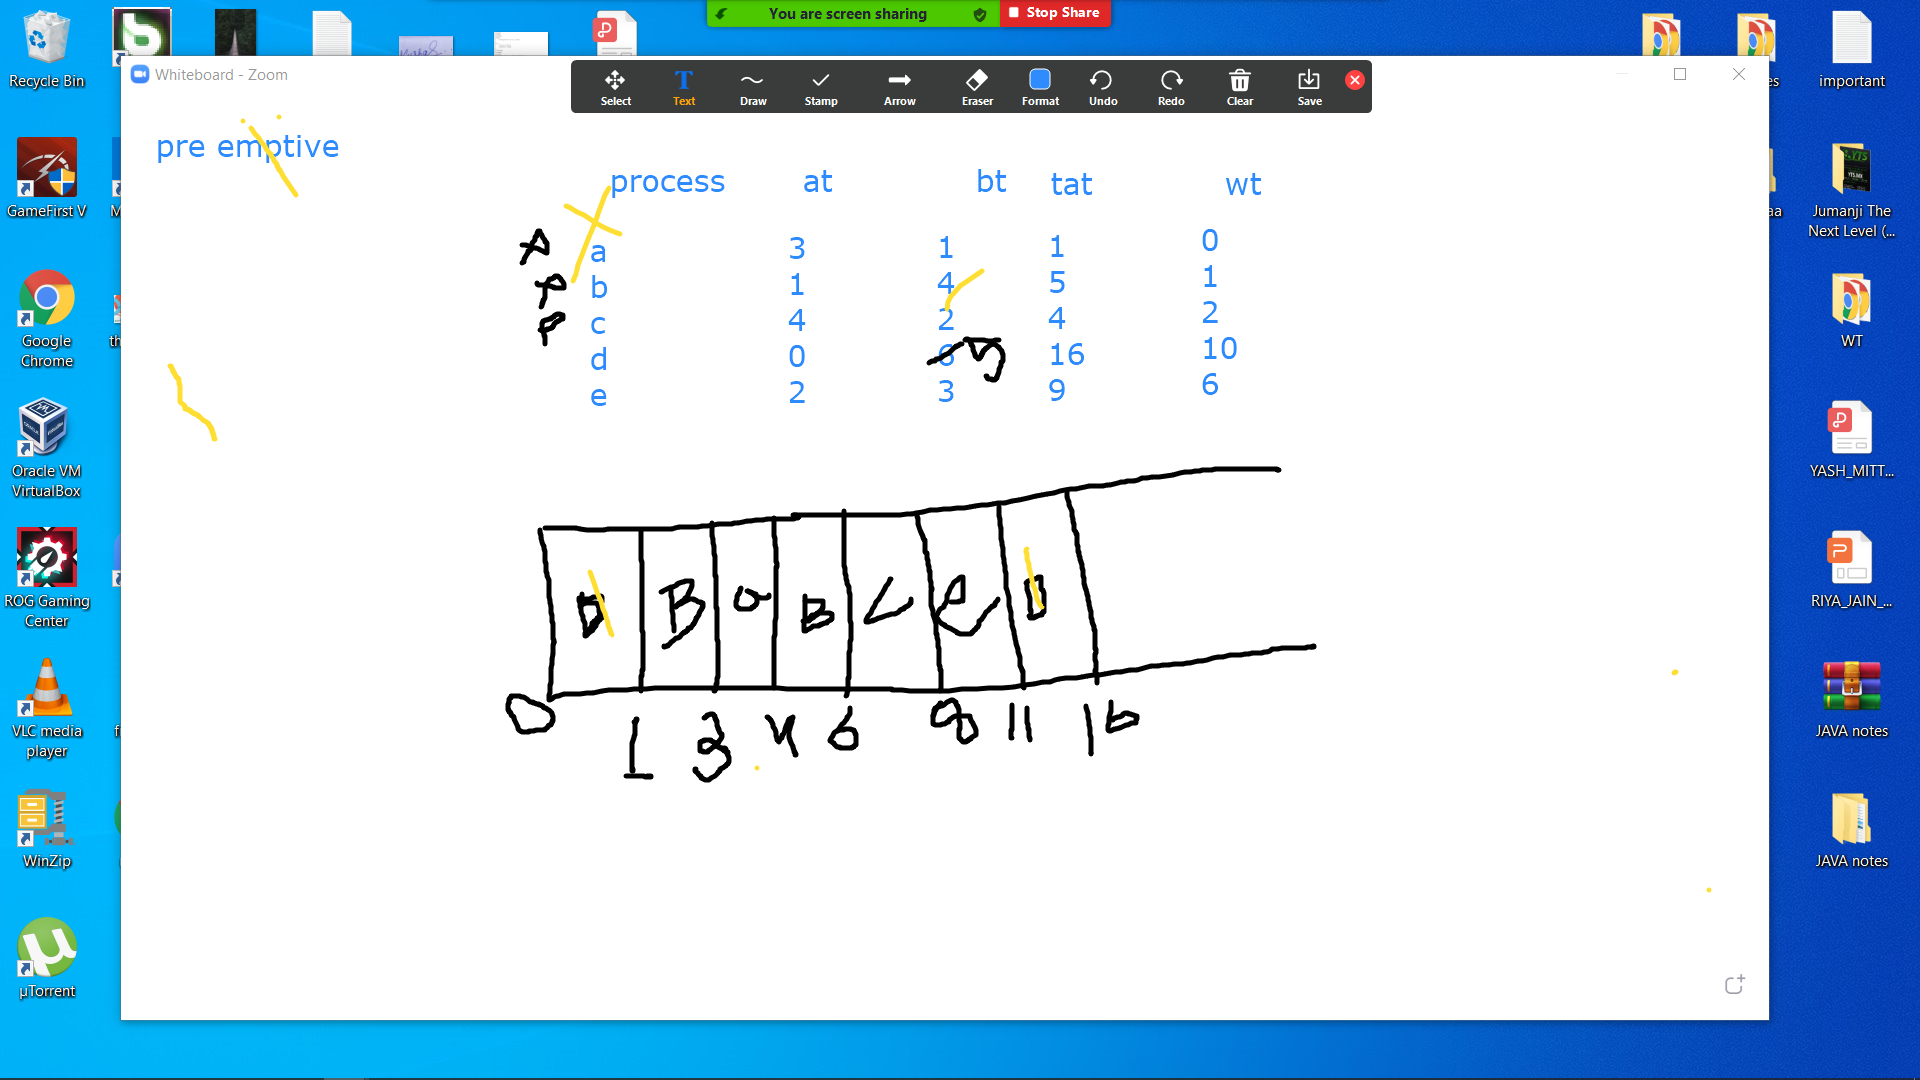 You are screen sharing Stop Share
Recycle Bin
important
Whiteboard - Zoom
Select Text Draw Stamp Arrow Eraser Format Undo Redo Clear Save
pre emptive
process at bt tat wt
a 3 1 1 0
b 1 4 5 1
c 4 2 4 2
d 0 6 5 16 10
e 2 3 9 6
D B a B C e D
0 1 3 4 6 8 11 16
GameFirst V
Google
Chrome
Oracle VM
VirtualBox
ROG Gaming
Center
VLC media
player
WinZip
µTorrent
Jumanji The
Next Level (...
WT
YASH_MITT...
RIYA_JAIN_...
JAVA notes
JAVA notes